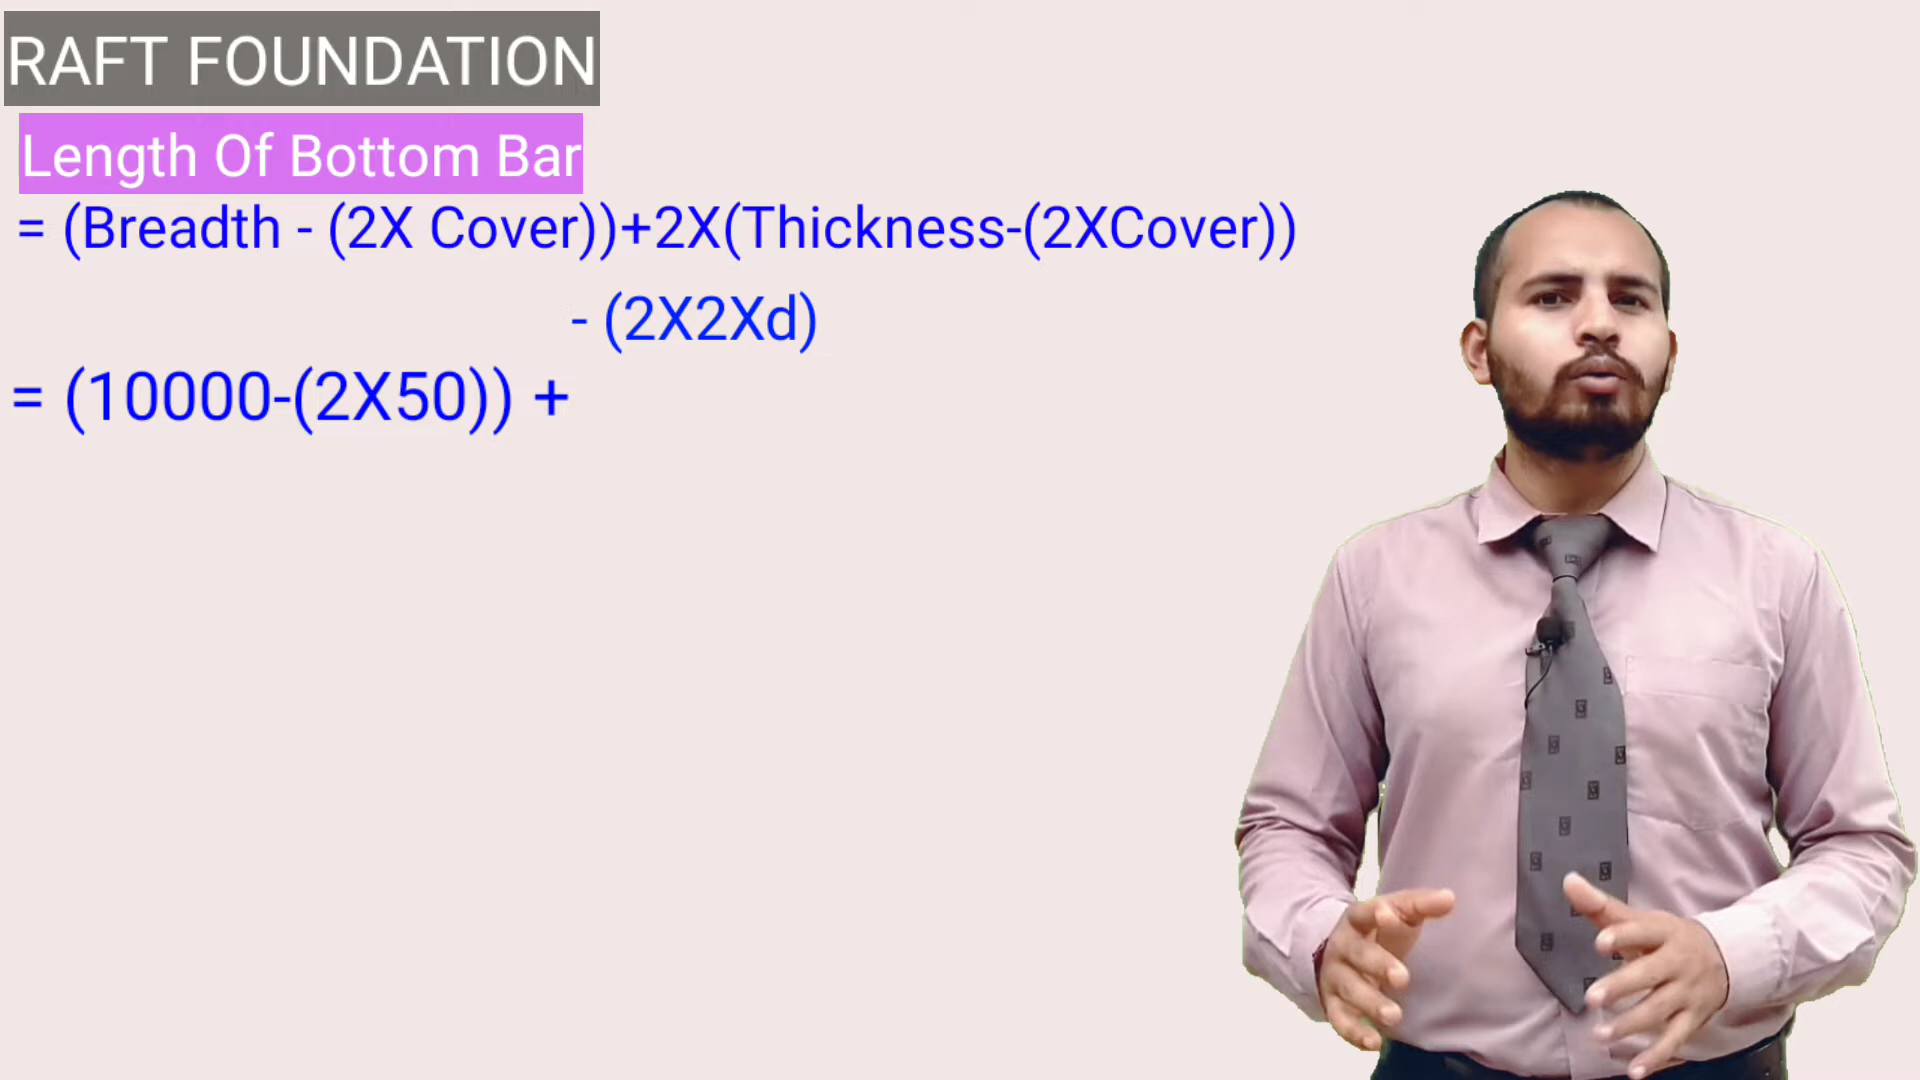 RAFT FOUNDATION
Length Of Bottom Bar
= (Breadth - (2X Cover))+2X(Thickness-(2XCover))
- (2X2Xd)
= (10000-(2X50)) +